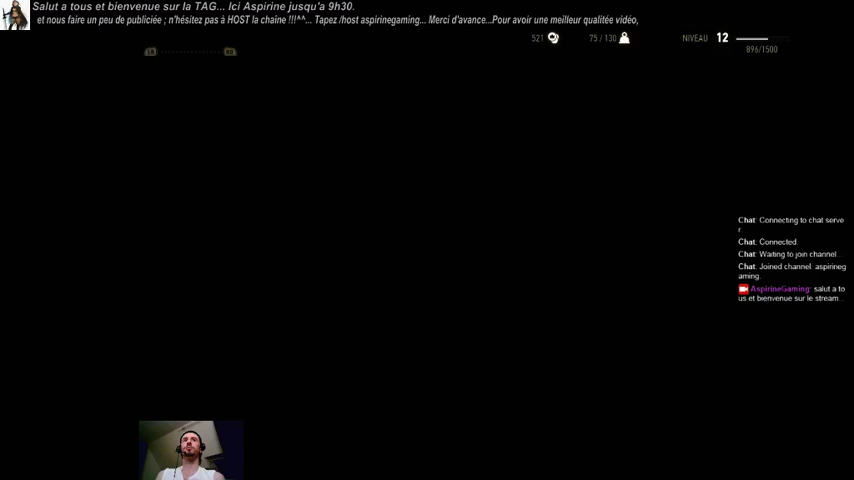 Salut a tous et bienvenue sur la TAG... Ici Aspirine jusqu'a 9h30.
et nous faire un peu de publiciée ; n'hésitez pas à HOST la chaîne !!!^^... Tapez /host aspirinegaming... Merci d'avance...Pour avoir une meilleur qualitée vidéo,
521 75 / 130 NIVEAU 12
896/1500
Chat: Connecting to chat serve
r.
Chat: Connected.
Chat: Waiting to join channel...
Chat: Joined channel: aspirineg
aming.
AspirineGaming: salut a to
us et bienvenue sur le stream...